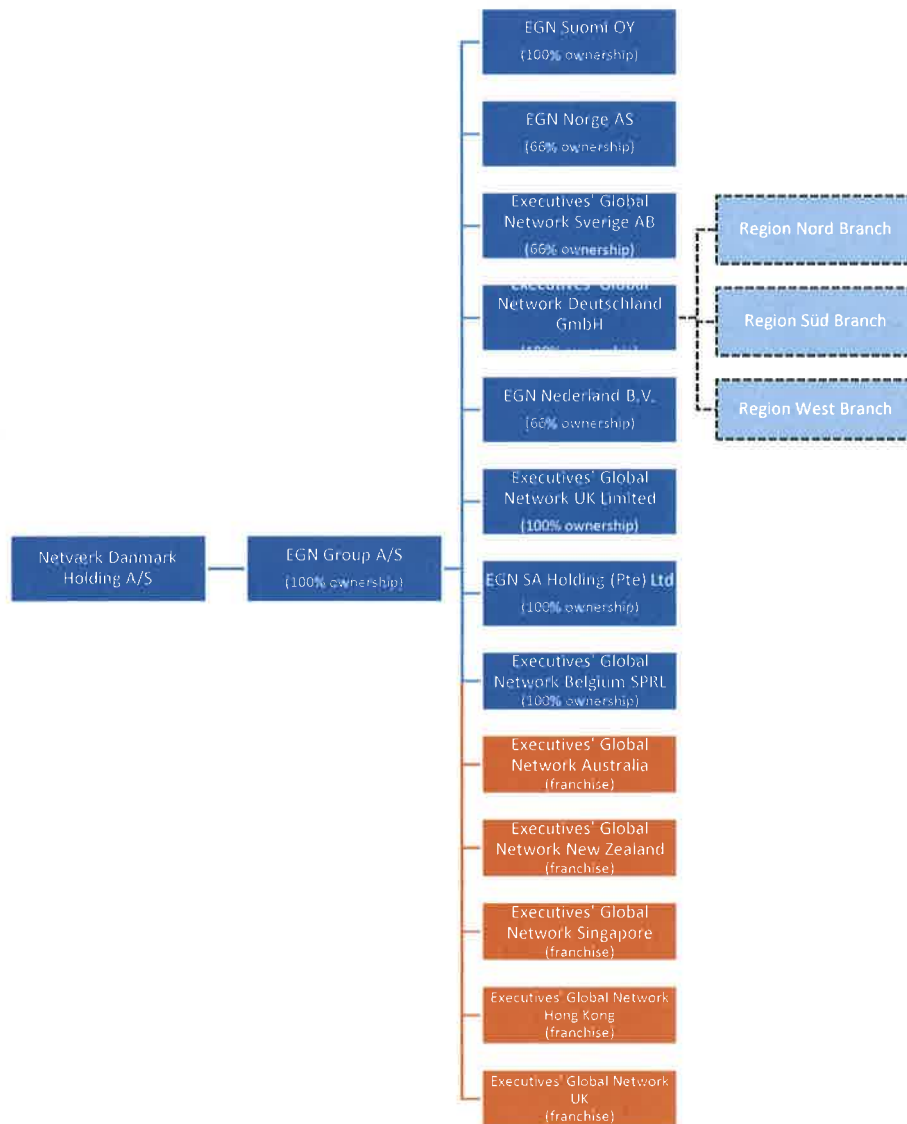 EGN Suomi OY
(100% ownership)
EGN Norge AS
(66% ownership)
Executives' Global
Network Sverige AB
(66% ownership)
Executives' Global
Network Deutschland
GmbH
(100% ownership)
Region Nord Branch
Region Süd Branch
Region West Branch
EGN Nederland B.V.
(66% ownership)
Executives' Global
Network UK Limited
(100% ownership)
Netværk Danmark
Holding A/S
EGN Group A/S
(100% ownership)
EGN SA Holding (Pte) Ltd
(100% ownership)
Executives' Global
Network Belgium SPRL
(100% ownership)
Executives' Global
Network Australia
(franchise)
Executives' Global
Network New Zealand
(franchise)
Executives' Global
Network Singapore
(franchise)
Executives' Global Network
Hong Kong
(franchise)
Executives' Global Network
UK
(franchise)